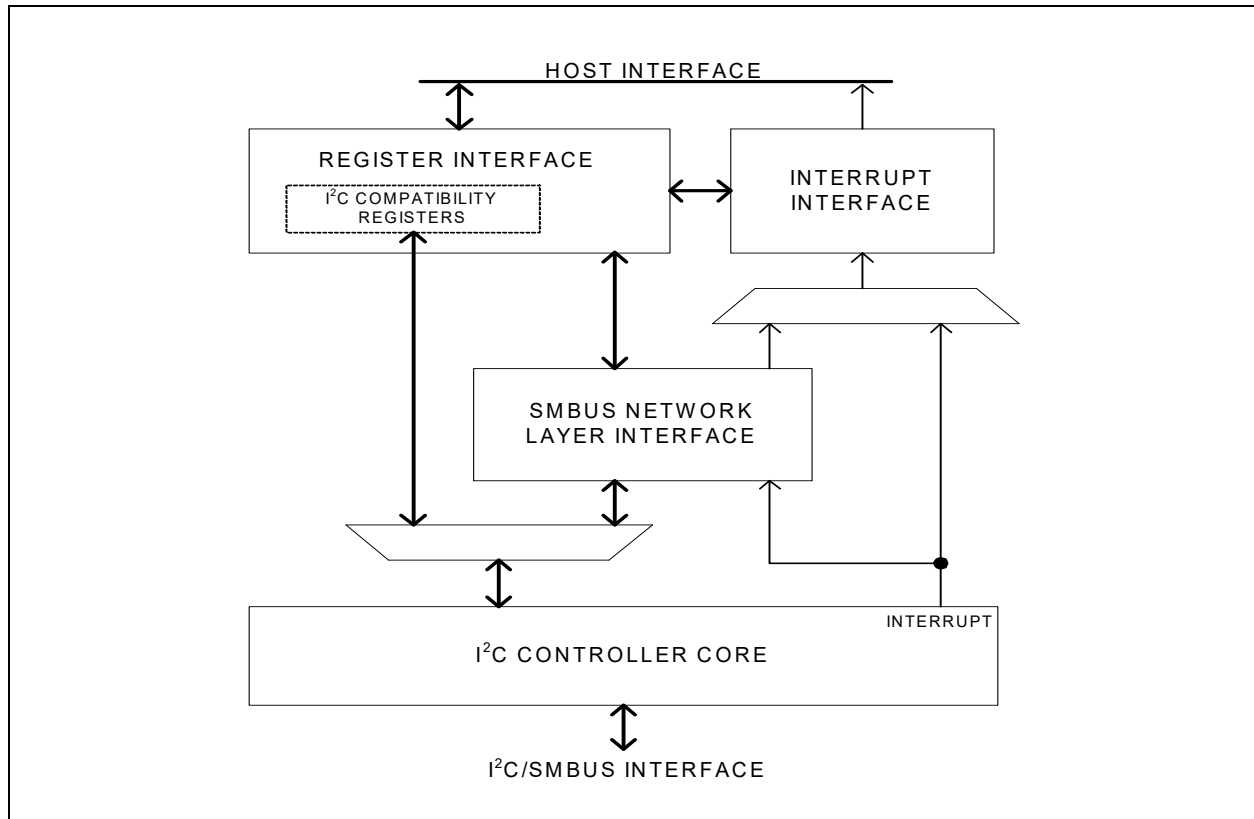 HOST INTERFACE
REGISTER INTERFACE
I²C COMPATIBILITY
REGISTERS
INTERRUPT
INTERFACE
SMBUS NETWORK
LAYER INTERFACE
INTERRUPT
I²C CONTROLLER CORE
I²C/SMBUS INTERFACE